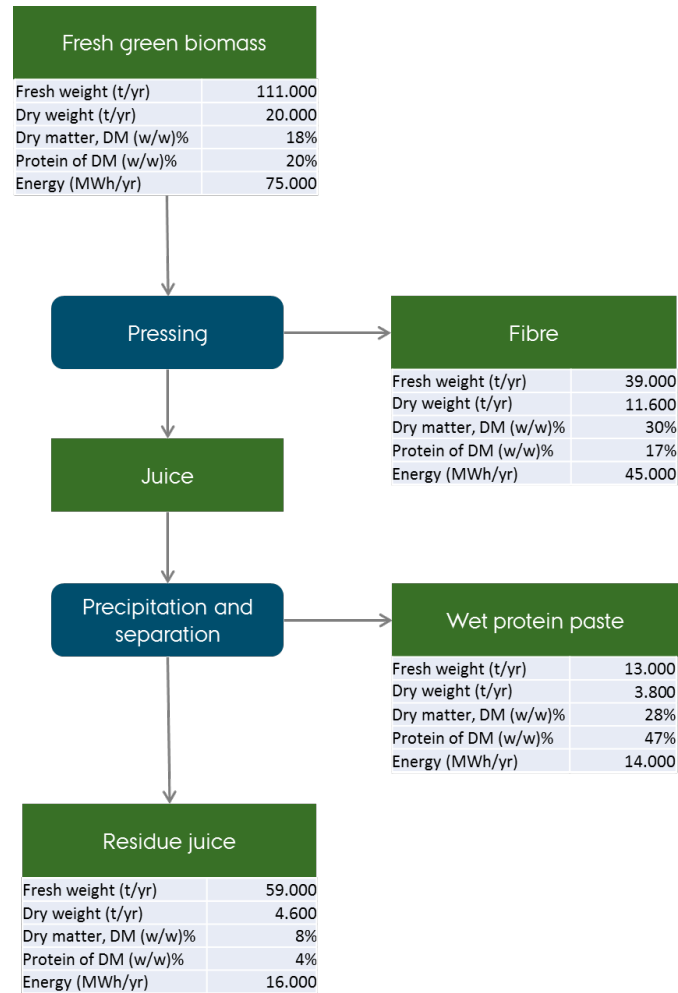 Fresh green biomass
Fresh weight (t/yr) 111.000
Dry weight (t/yr) 20.000
Dry matter, DM (w/w)% 18%
Protein of DM (w/w)% 20%
Energy (MWh/yr) 75.000
Pressing
Fibre
Fresh weight (t/yr) 39.000
Dry weight (t/yr) 11.600
Dry matter, DM (w/w)% 30%
Protein of DM (w/w)% 17%
Energy (MWh/yr) 45.000
Juice
Precipitation and
separation
Wet protein paste
Fresh weight (t/yr) 13.000
Dry weight (t/yr) 3.800
Dry matter, DM (w/w)% 28%
Protein of DM (w/w)% 47%
Energy (MWh/yr) 14.000
Residue juice
Fresh weight (t/yr) 59.000
Dry weight (t/yr) 4.600
Dry matter, DM (w/w)% 8%
Protein of DM (w/w)% 4%
Energy (MWh/yr) 16.000